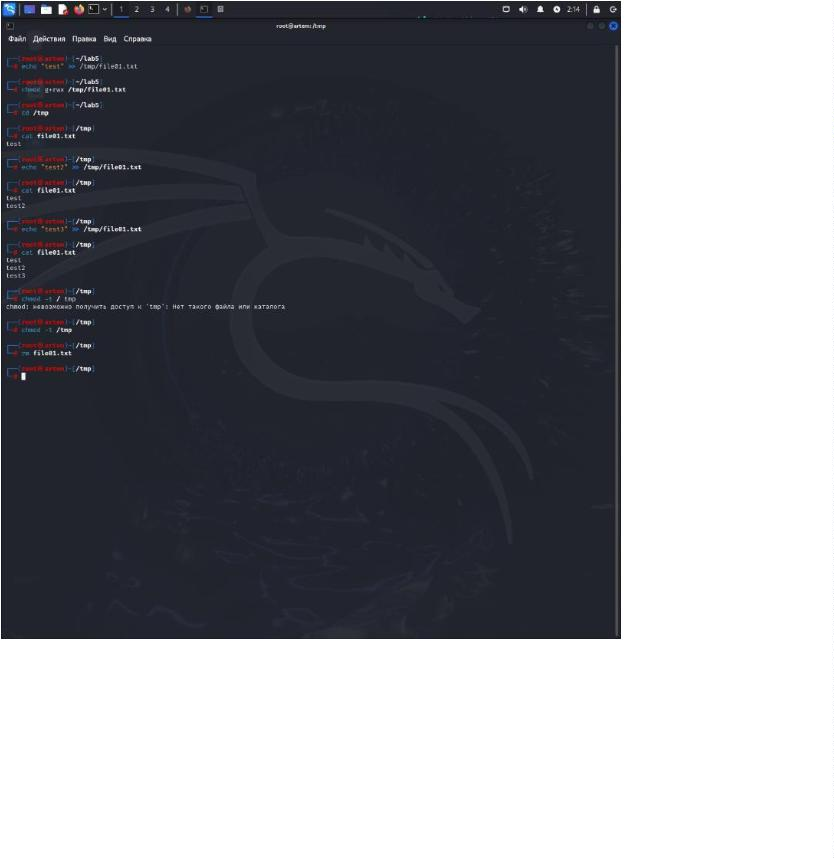 1 2 3 4 2:14
root@artem:/tmp
Файл Действия Правка Вид Справка
┌──(root㉿artem)-[~/lab5]
└─# echo "test" >> /tmp/file01.txt
┌──(root㉿artem)-[~/lab5]
└─# chmod g+rwx /tmp/file01.txt
┌──(root㉿artem)-[~/lab5]
└─# cd /tmp
┌──(root㉿artem)-[/tmp]
└─# cat file01.txt
test
┌──(root㉿artem)-[/tmp]
└─# echo "test2" >> /tmp/file01.txt
┌──(root㉿artem)-[/tmp]
└─# cat file01.txt
test
test2
┌──(root㉿artem)-[/tmp]
└─# echo "test3" >> /tmp/file01.txt
┌──(root㉿artem)-[/tmp]
└─# cat file01.txt
test
test2
test3
┌──(root㉿artem)-[/tmp]
└─# chmod -t / tmp
chmod: невозможно получить доступ к 'tmp': Нет такого файла или каталога
┌──(root㉿artem)-[/tmp]
└─# chmod -t /tmp
┌──(root㉿artem)-[/tmp]
└─# rm file01.txt
┌──(root㉿artem)-[/tmp]
└─#